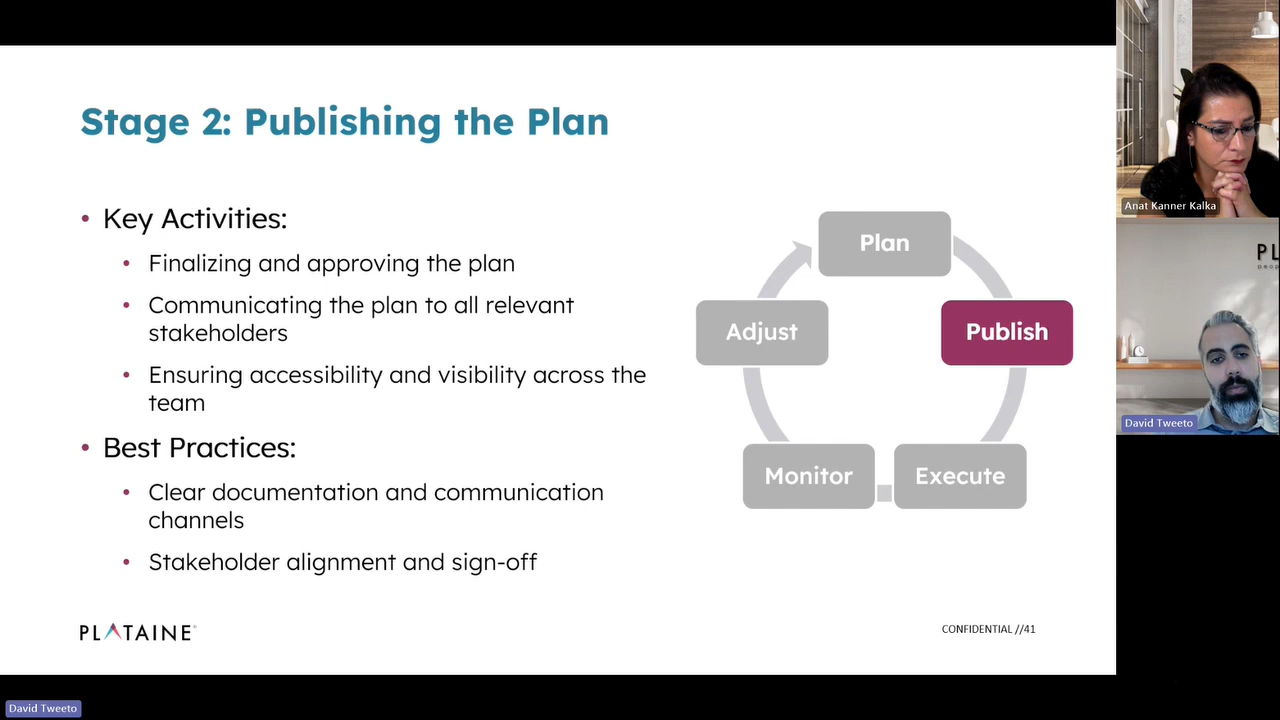 Stage 2: Publishing the Plan
• Key Activities:
• Finalizing and approving the plan
• Communicating the plan to all relevant
stakeholders
• Ensuring accessibility and visibility across the
team
• Best Practices:
• Clear documentation and communication
channels
• Stakeholder alignment and sign-off
Plan
Publish
Execute
Monitor
Adjust
PLATAINE
CONFIDENTIAL //41
Anat Kanner Kalka
PL
peop
David Tweeto
David Tweeto